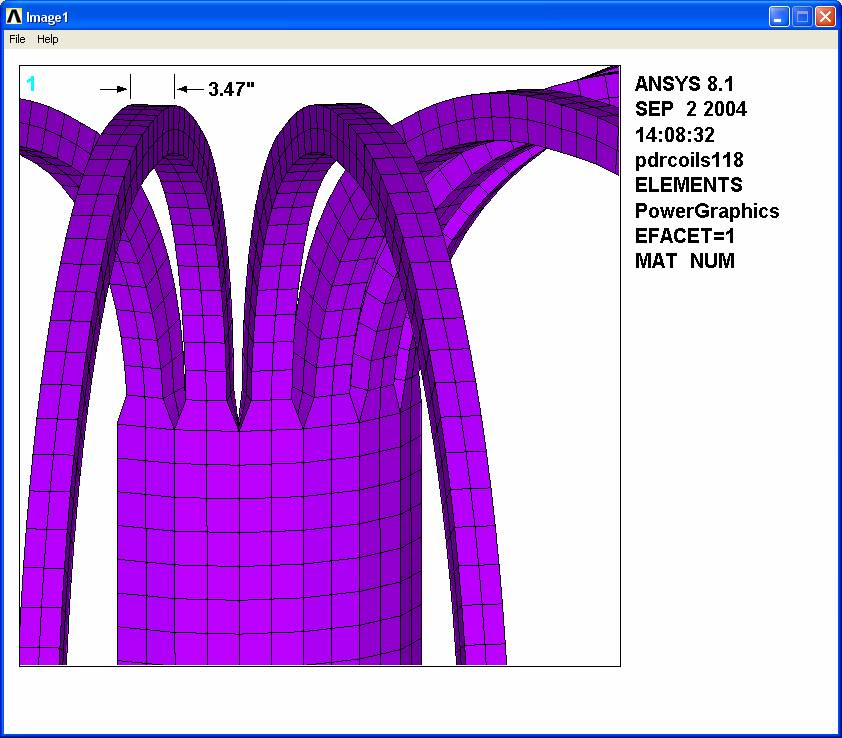 Image1
File Help
1
3.47"
ANSYS 8.1
SEP 2 2004
14:08:32
pdrcoils118
ELEMENTS
PowerGraphics
EFACET=1
MAT NUM